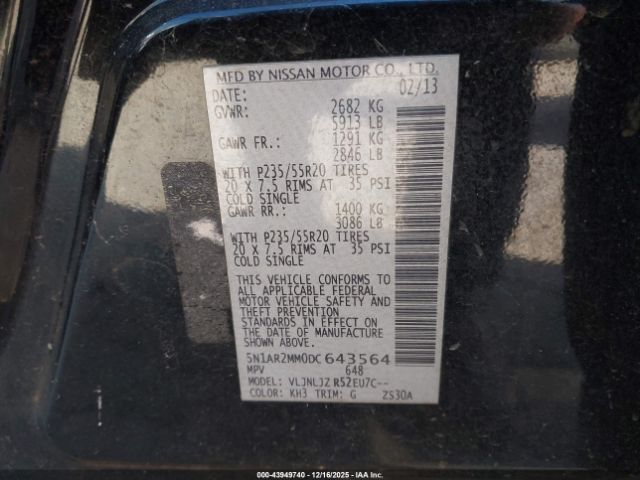 MFD BY NISSAN MOTOR CO., LTD.
DATE: 02/13
GVWR: 2682 KG
5913 LB
GAWR FR.: 1291 KG
2846 LB
WITH P235/55R20 TIRES
20 X 7.5 RIMS AT 35 PSI
COLD SINGLE
GAWR RR.: 1400 KG
3086 LB
WITH P235/55R20 TIRES
20 X 7.5 RIMS AT 35 PSI
COLD SINGLE
THIS VEHICLE CONFORMS TO
ALL APPLICABLE FEDERAL
MOTOR VEHICLE SAFETY AND
THEFT PREVENTION
STANDARDS IN EFFECT ON
THE DATE OF MANUFACTURE
SHOWN ABOVE.
5N1AR2MM0DC643564
MPV 648
MODEL: VLJNLJZ R52EU7C--
COLOR: KH3 TRIM: G ZS30A
000-43949740 - 12/16/2025 - IAA Inc.